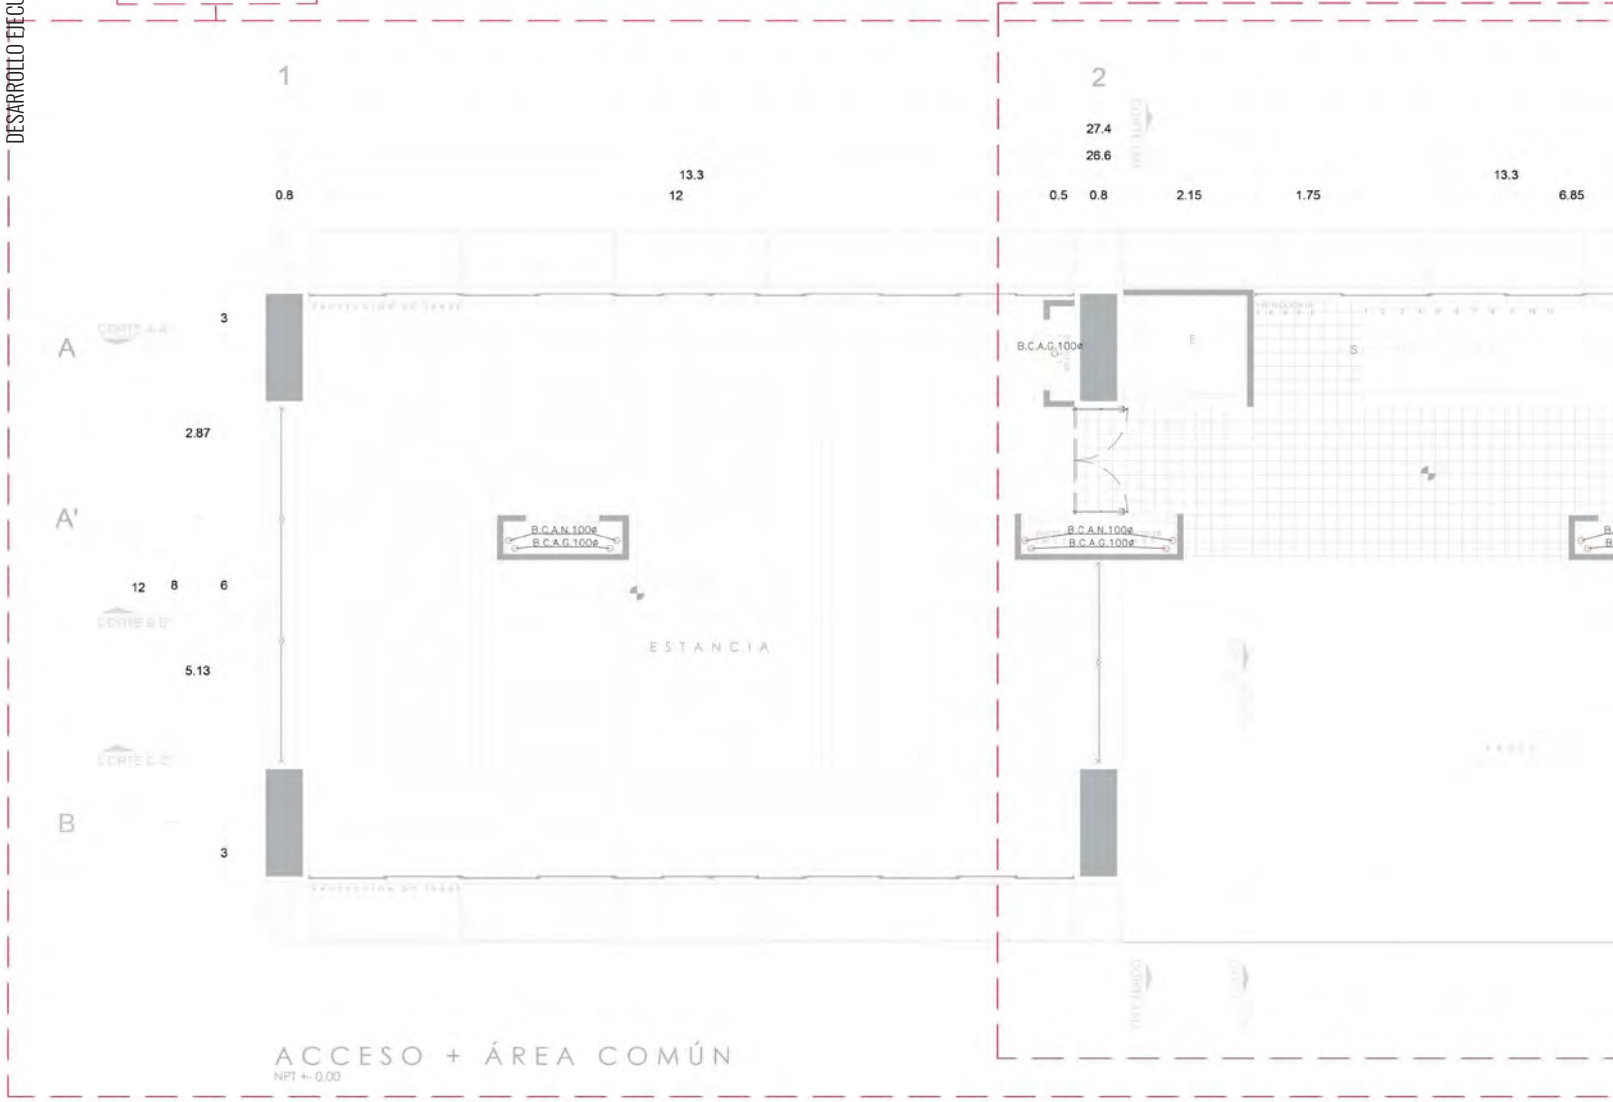 DESARROLLO EJECU
1
2
27.4
26.6
13.3
13.3
0.8
12
0.5
0.8
2.15
1.75
6.85
3
CORTE A-A'
A
B.C.A.G.100ø
E
S
2.87
A'
B.C.A.N.100ø
B.C.A.G.100ø
B.C.A.N.100ø
B.C.A.G.100ø
12
8
6
ESTANCIA
5.13
B
3
ACCESO + ÁREA COMÚN
NPT +- 0.00